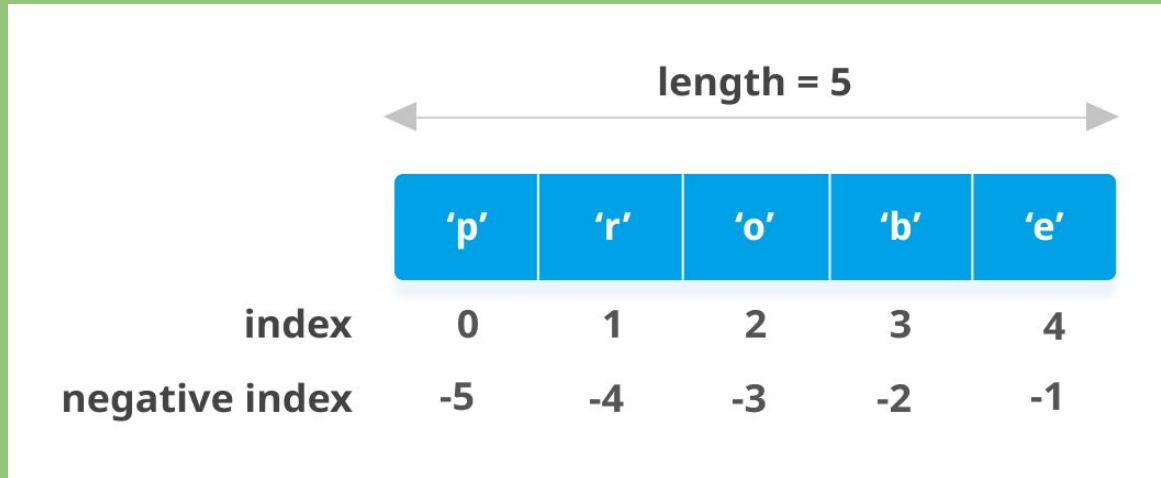 length = 5
‘p’ ‘r’ ‘o’ ‘b’ ‘e’
index 0 1 2 3 4
negative index -5 -4 -3 -2 -1